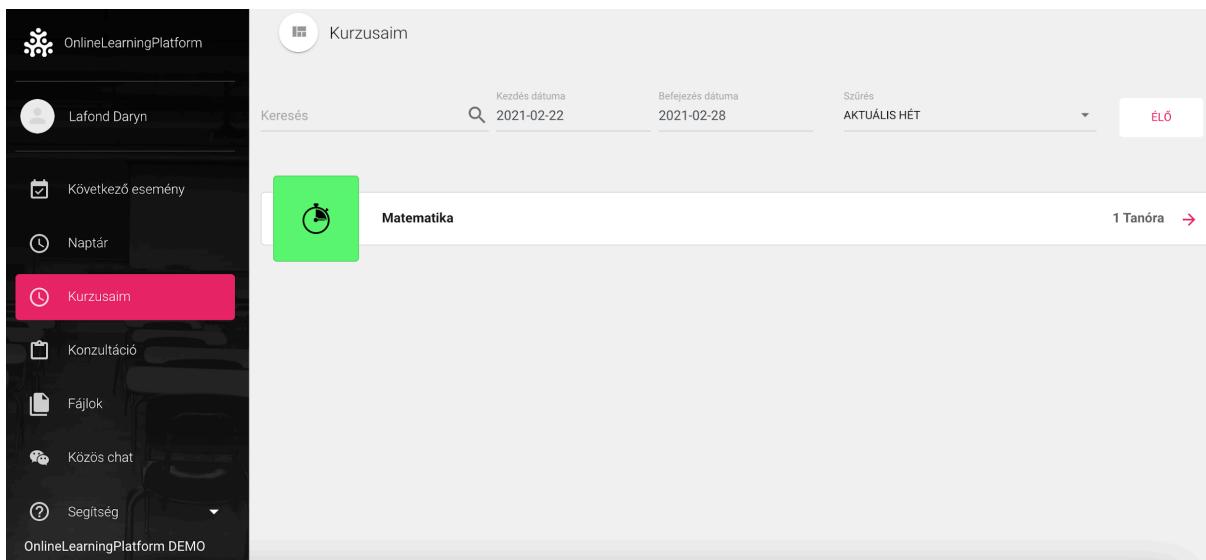 OnlineLearningPlatform
Lafond Daryn
Következő esemény
Naptár
Kurzusaim
Konzultáció
Fájlok
Közös chat
Segítség
OnlineLearningPlatform DEMO
Kurzusaim
Keresés
Kezdés dátuma
2021-02-22
Befejezés dátuma
2021-02-28
Szűrés
AKTUÁLIS HÉT
ÉLŐ
Matematika 1 Tanóra